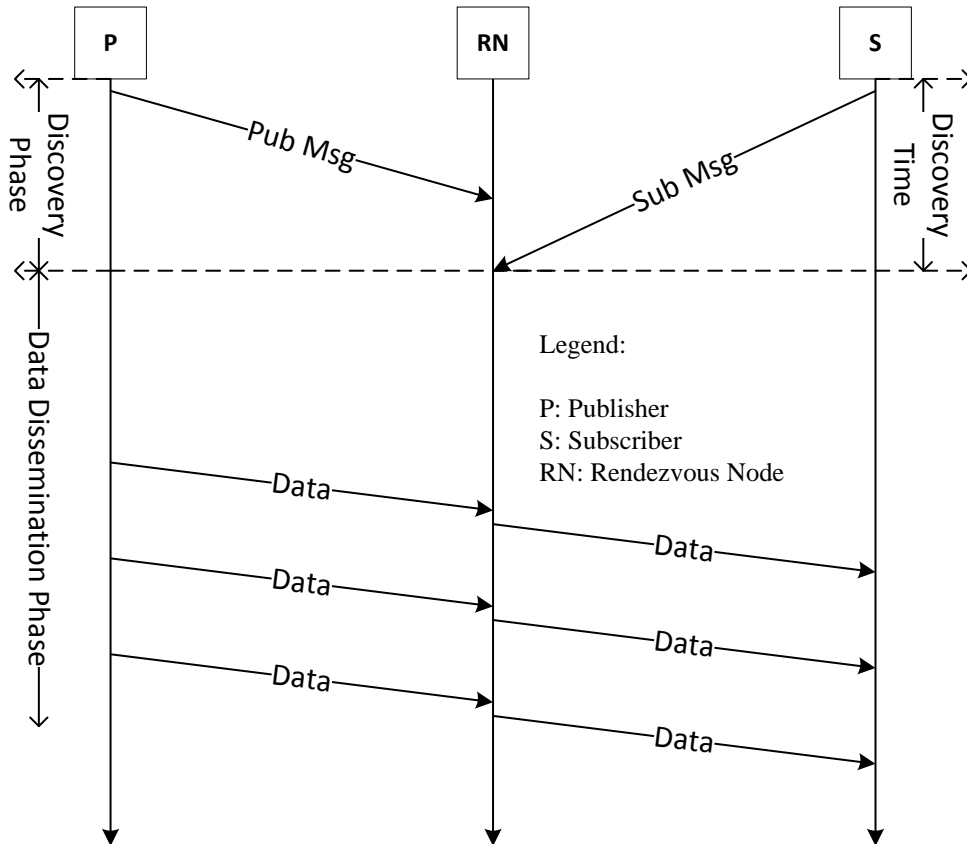 P
RN
S
Pub Msg
Sub Msg
Discovery
Phase
Discovery
Time
Legend:
P: Publisher
S: Subscriber
RN: Rendezvous Node
Data Dissemination Phase
Data
Data
Data
Data
Data
Data